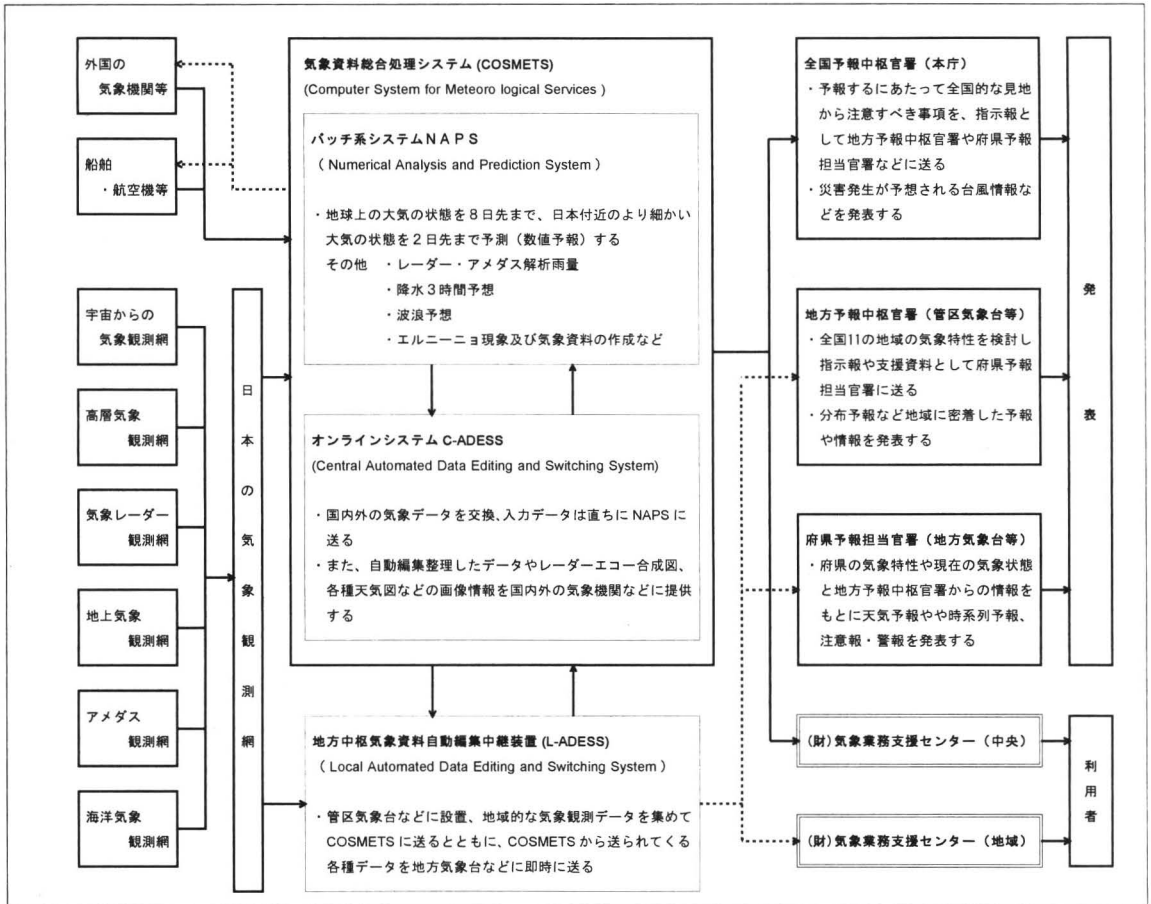 外国の
気象機関等
船舶
・航空機等
宇宙からの
気象観測網
高層気象
観測網
気象レーダー
観測網
地上気象
観測網
アメダス
観測網
海洋気象
観測網
日本の気象観測網
気象資料総合処理システム (COSMETS)
(Computer System for Meteoro logical Services )
バッチ系システムＮＡＰＳ
( Numerical Analysis and Prediction System )
・地球上の大気の状態を８日先まで、日本付近のより細かい
大気の状態を２日先まで予測（数値予報）する
その他 ・レーダー・アメダス解析雨量
・降水３時間予想
・波浪予想
・エルニーニョ現象及び気象資料の作成など
オンラインシステム C-ADESS
(Central Automated Data Editing and Switching System)
・国内外の気象データを交換、入力データは直ちに NAPS に
送る
・また、自動編集整理したデータやレーダーエコー合成図、
各種天気図などの画像情報を国内外の気象機関などに提供
する
地方中枢気象資料自動編集中継装置 (L-ADESS)
( Local Automated Data Editing and Switching System )
・管区気象台などに設置、地域的な気象観測データを集めて
COSMETS に送るとともに、COSMETS から送られてくる
各種データを地方気象台などに即時に送る
全国予報中枢官署（本庁）
・予報するにあたって全国的な見地
から注意すべき事項を、指示報と
して地方予報中枢官署や府県予報
担当官署などに送る
・災害発生が予想される台風情報な
どを発表する
地方予報中枢官署（管区気象台等）
・全国11の地域の気象特性を検討し
指示報や支援資料として府県予報
担当官署に送る
・分布予報など地域に密着した予報
や情報を発表する
府県予報担当官署（地方気象台等）
・府県の気象特性や現在の気象状態
と地方予報中枢官署からの情報を
もとに天気予報やや時系列予報、
注意報・警報を発表する
(財)気象業務支援センター（中央）
(財)気象業務支援センター（地域）
発表
利用者